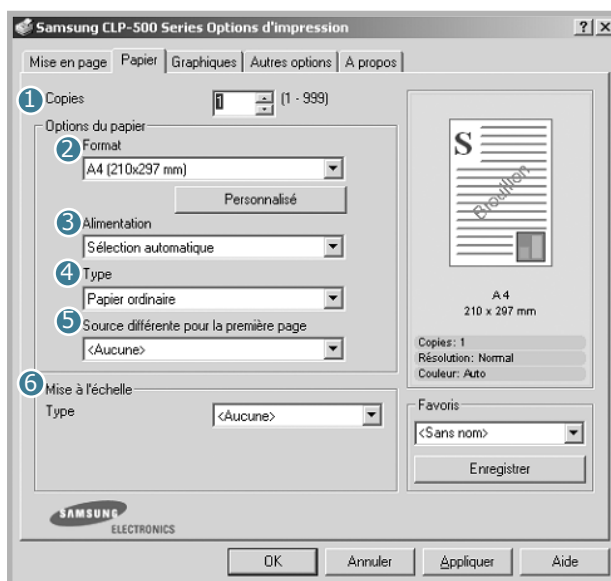 Samsung CLP-500 Series Options d'impression
Mise en page Papier Graphiques Autres options A propos
1 Copies 1 (1 - 999)
Options du papier
2 Format
A4 (210x297 mm)
Personnalisé
3 Alimentation
Sélection automatique
4 Type
Papier ordinaire
5 Source différente pour la première page
<Aucune>
6 Mise à l'échelle
Type <Aucune>
S
Brouillon
A4
210 x 297 mm
Copies: 1
Résolution: Normal
Couleur: Auto
Favoris
<Sans nom>
Enregistrer
SAMSUNG
ELECTRONICS
OK Annuler Appliquer Aide